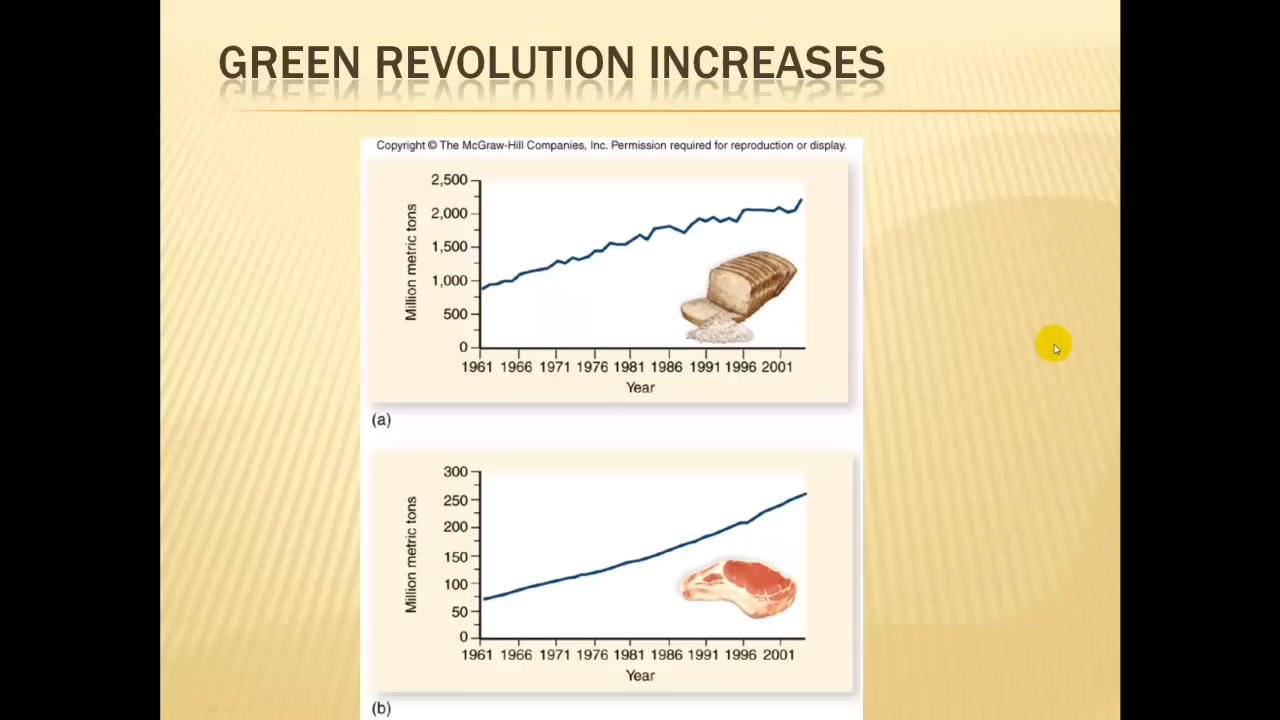 GREEN REVOLUTION INCREASES
Copyright © The McGraw-Hill Companies, Inc. Permission required for reproduction or display.
2,500
2,000
1,500
1,000
500
0
Million metric tons
1961 1966 1971 1976 1981 1986 1991 1996 2001
Year
(a)
300
250
200
150
100
50
0
Million metric tons
1961 1966 1971 1976 1981 1986 1991 1996 2001
Year
(b)